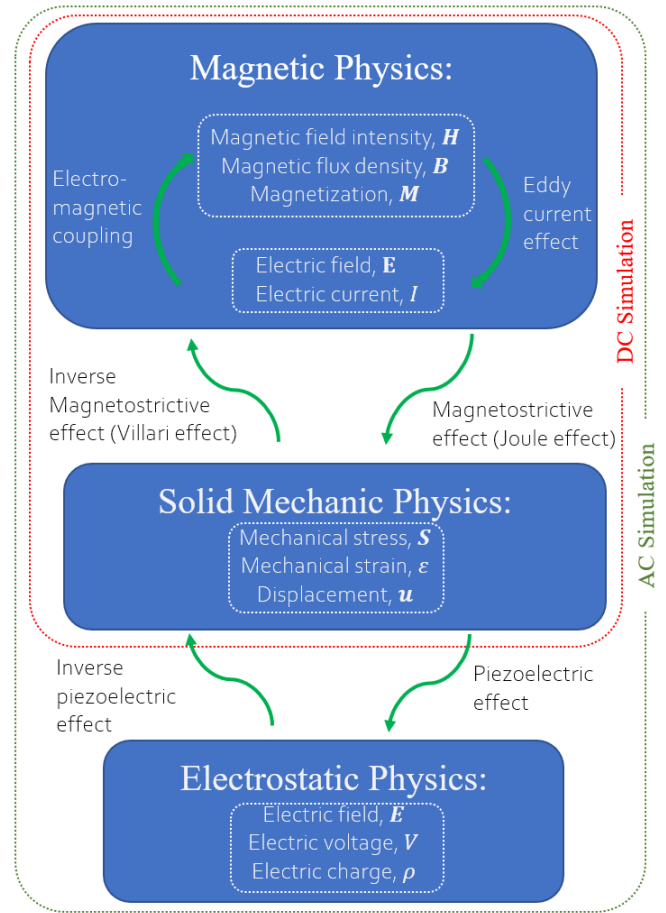 Magnetic Physics:
Magnetic field intensity, H
Magnetic flux density, B
Magnetization, M
Electro-
magnetic
coupling
Eddy
current
effect
Electric field, E
Electric current, I
DC Simulation
AC Simulation
Inverse
Magnetostrictive
effect (Villari effect)
Magnetostrictive
effect (Joule effect)
Solid Mechanic Physics:
Mechanical stress, S
Mechanical strain, ε
Displacement, u
Inverse
piezoelectric
effect
Piezoelectric
effect
Electrostatic Physics:
Electric field, E
Electric voltage, V
Electric charge, ρ